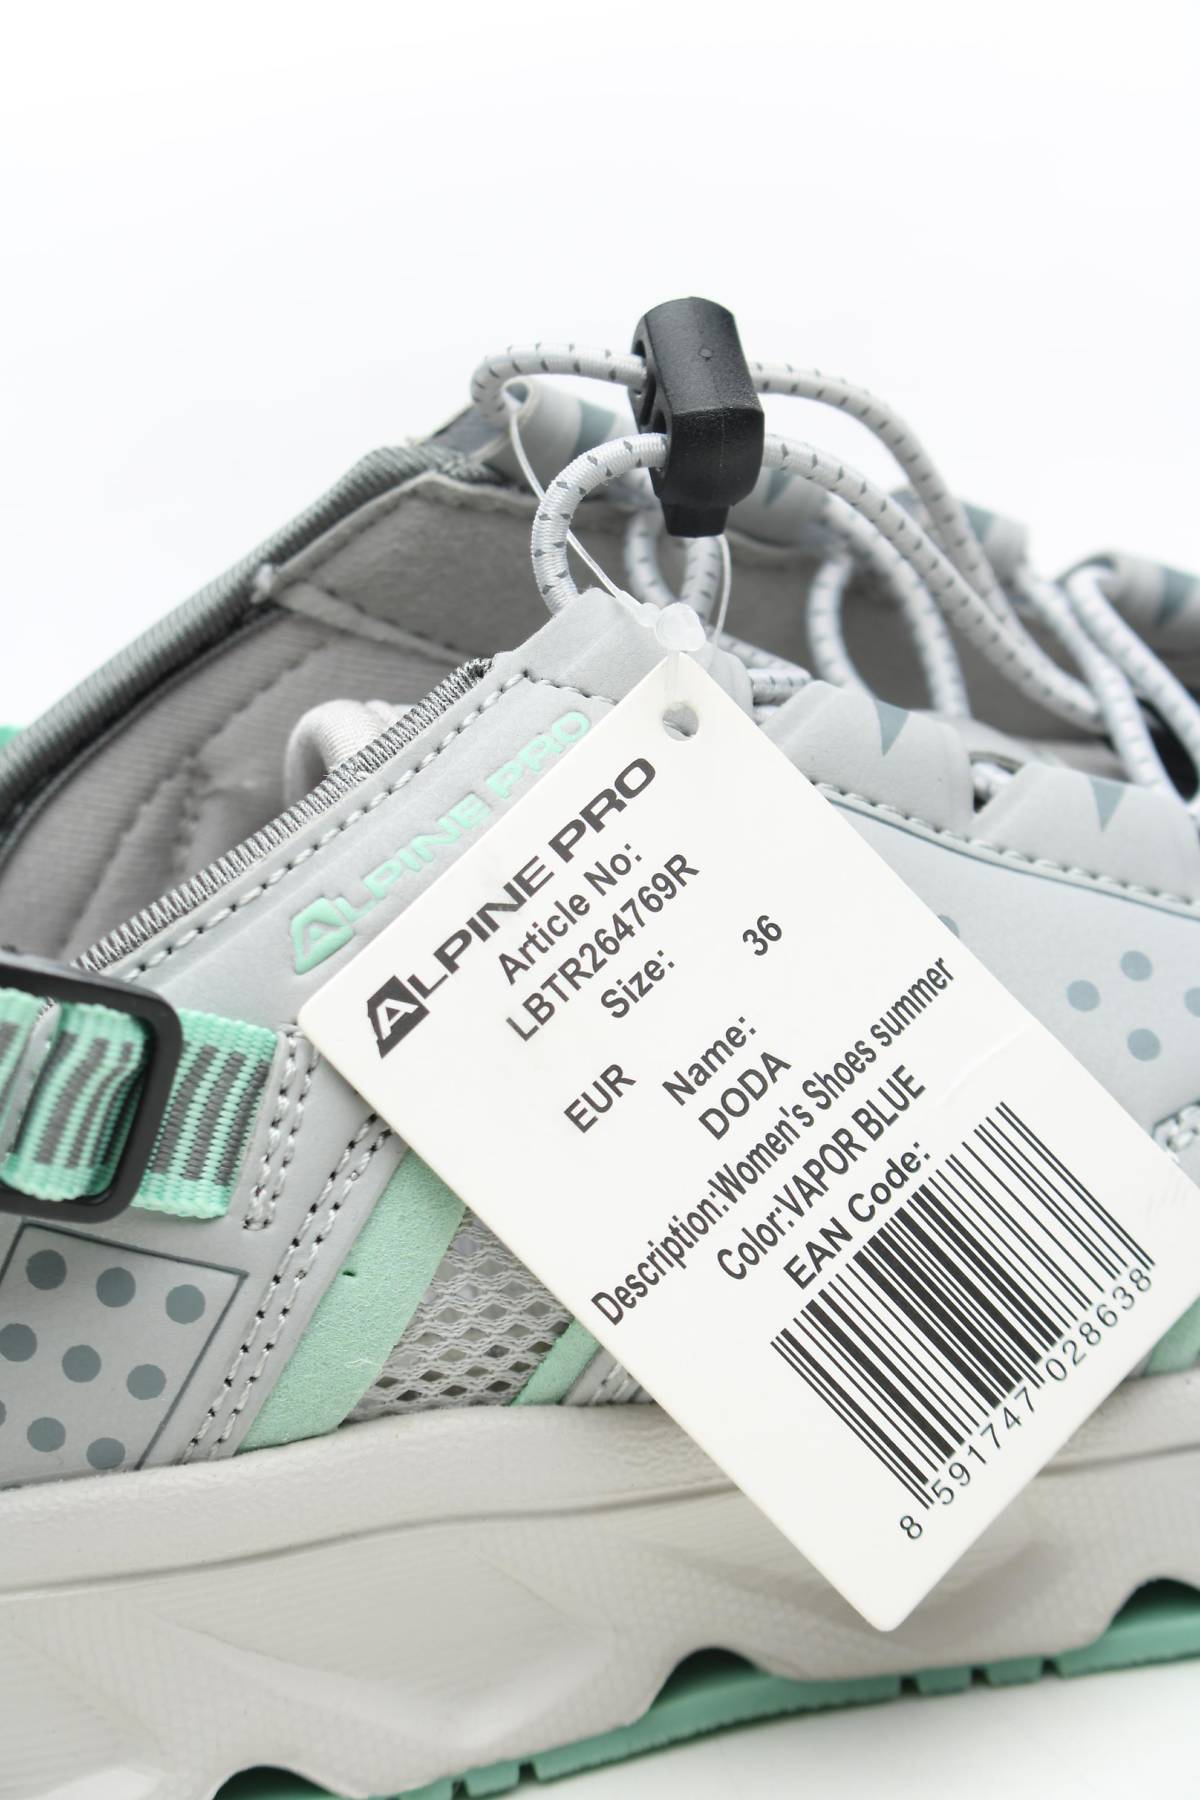 ALPINE PRO
ALPINE PRO
Article No:
LBTR264769R
Size:
36
EUR
Name:
DODA
Description:Women's Shoes summer
Color:VAPOR BLUE
EAN Code:
8 591747 028638